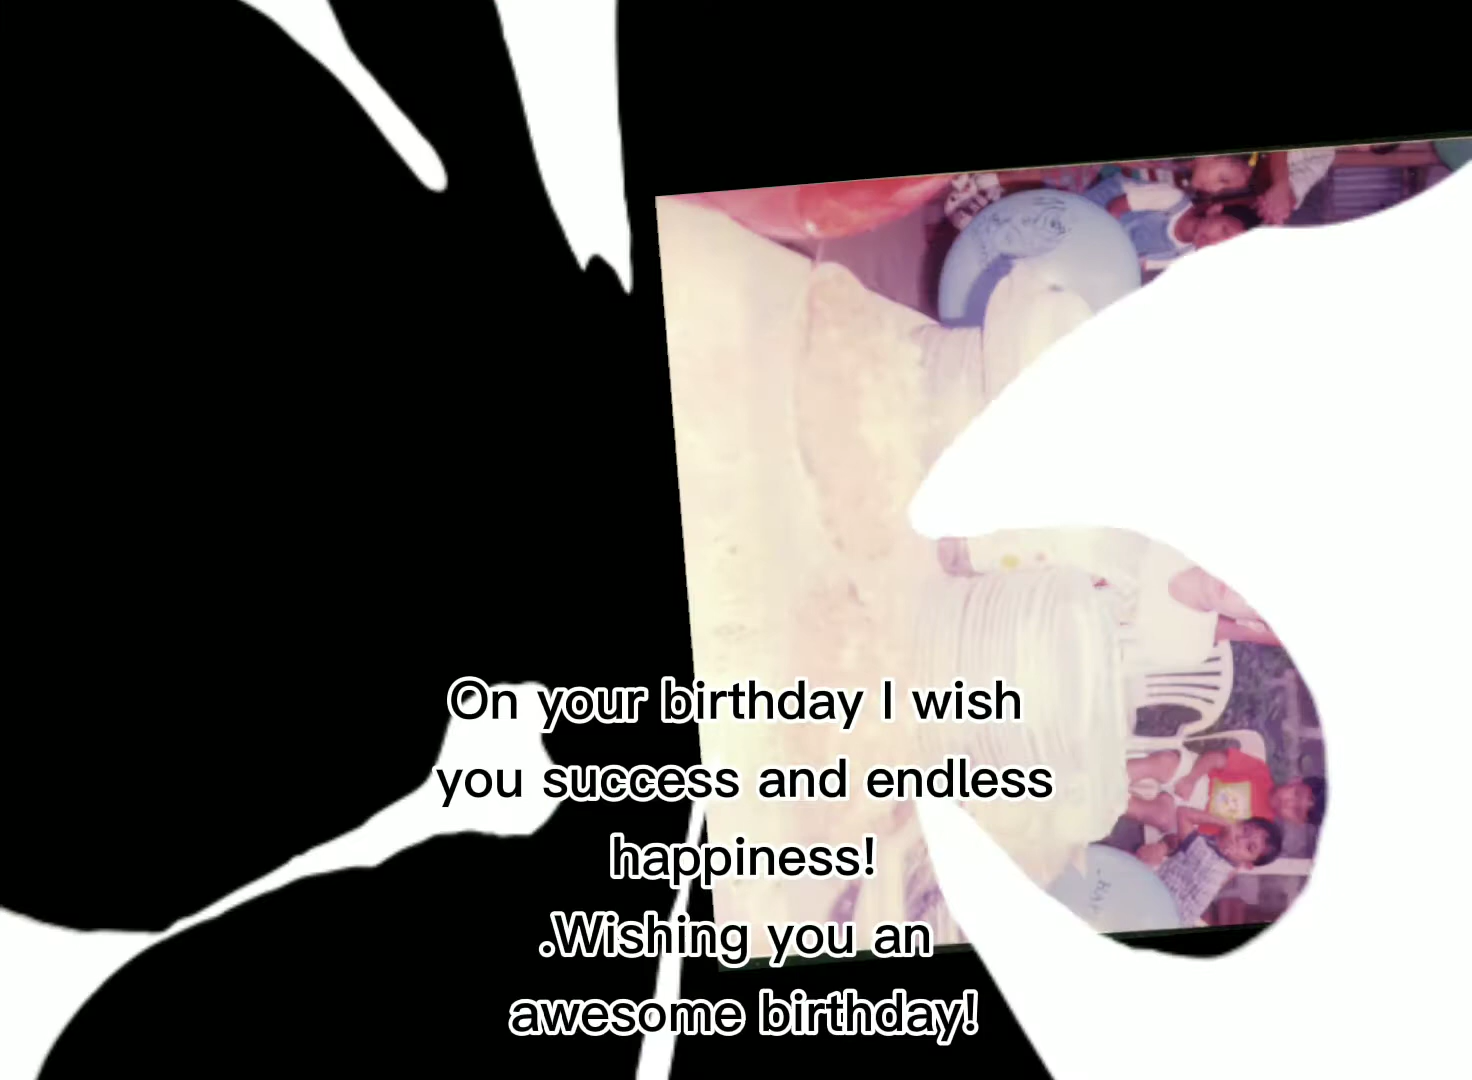 On your birthday I wish
you success and endless
happiness!
.Wishing you an
awesome birthday!